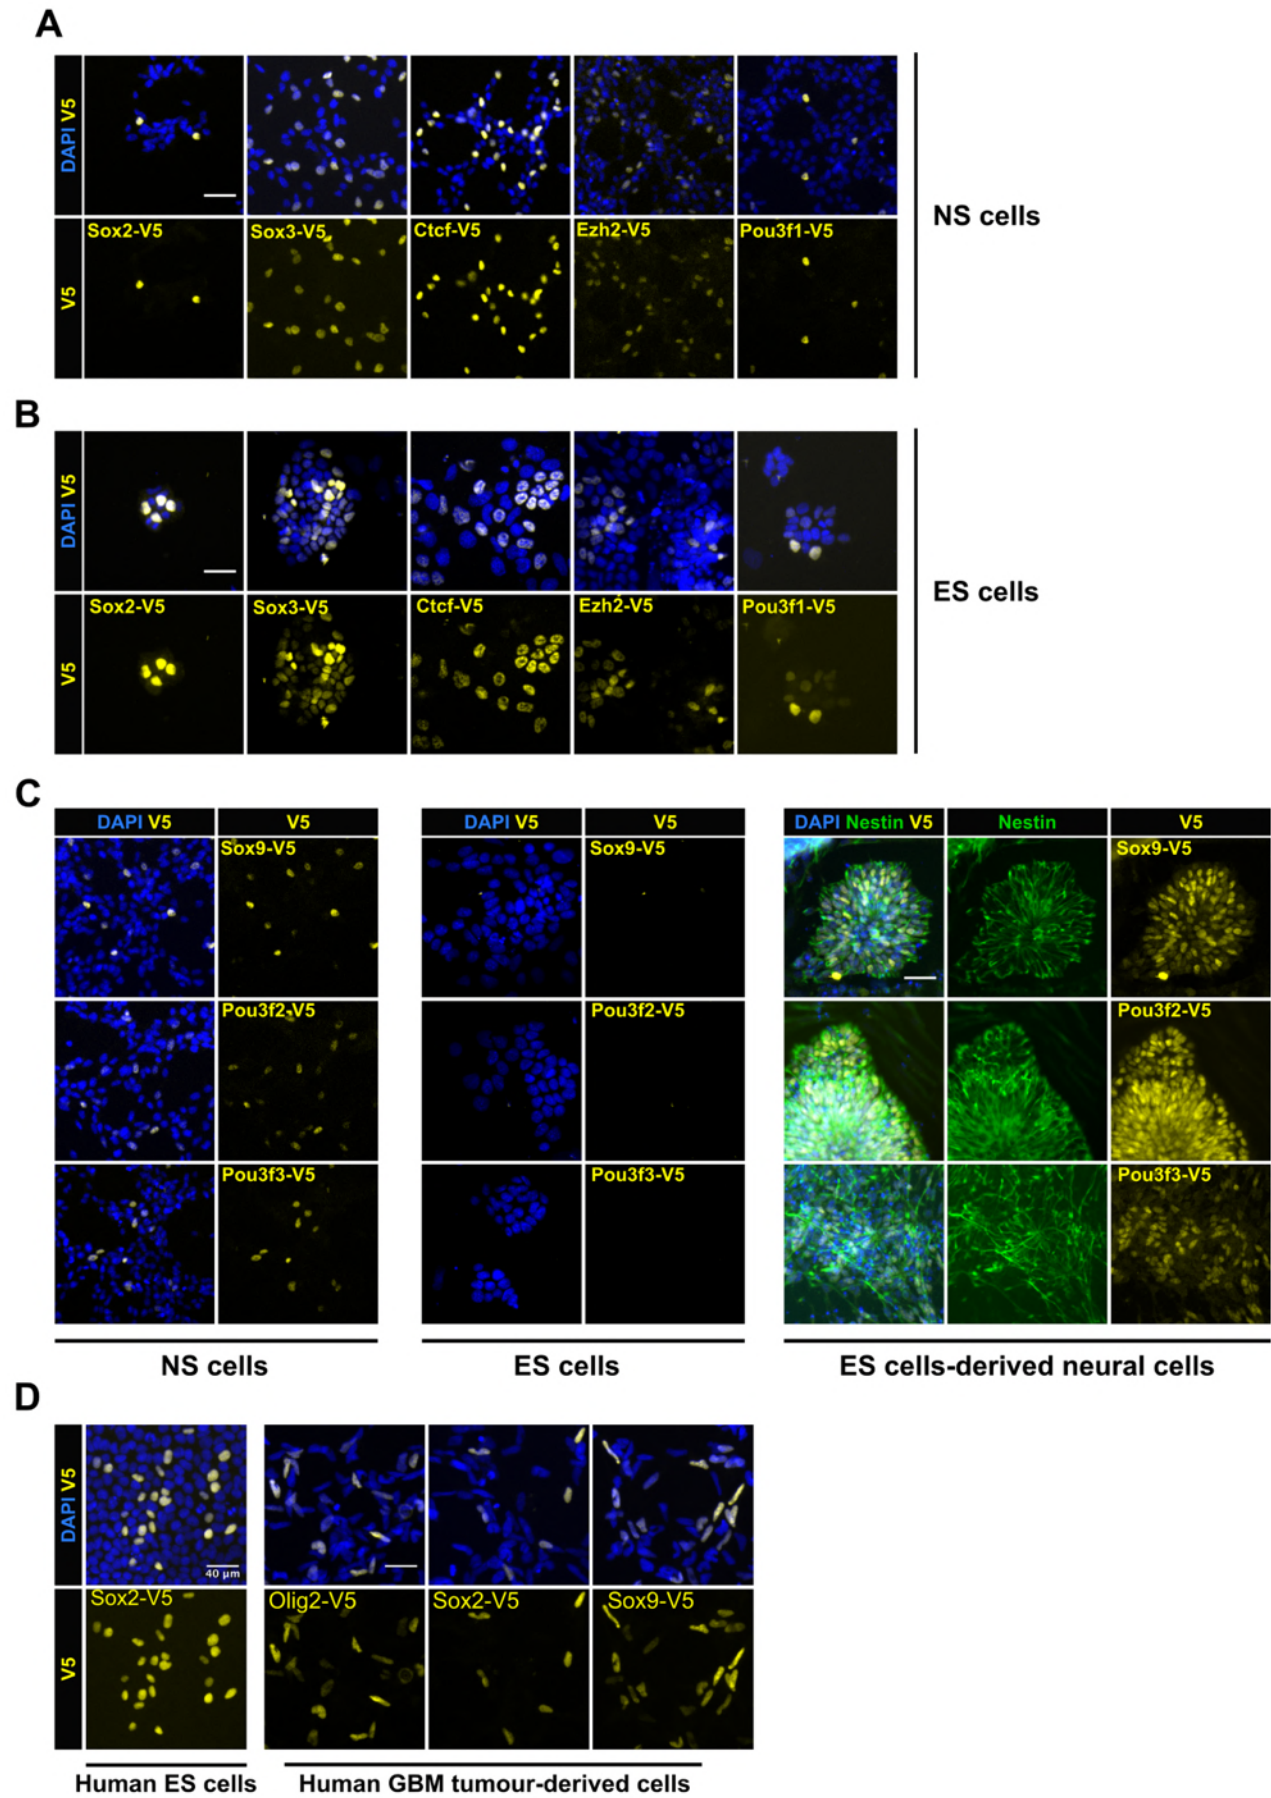 A
DAPI V5
V5
Sox2-V5
Sox3-V5
Ctcf-V5
Ezh2-V5
Pou3f1-V5
NS cells
B
DAPI V5
V5
Sox2-V5
Sox3-V5
Ctcf-V5
Ezh2-V5
Pou3f1-V5
ES cells
C
DAPI V5
V5
Sox9-V5
Pou3f2-V5
Pou3f3-V5
NS cells
DAPI V5
V5
Sox9-V5
Pou3f2-V5
Pou3f3-V5
ES cells
DAPI Nestin V5
Nestin
V5
Sox9-V5
Pou3f2-V5
Pou3f3-V5
ES cells-derived neural cells
D
DAPI V5
V5
40 μm
Sox2-V5
Human ES cells
Olig2-V5
Sox2-V5
Sox9-V5
Human GBM tumour-derived cells